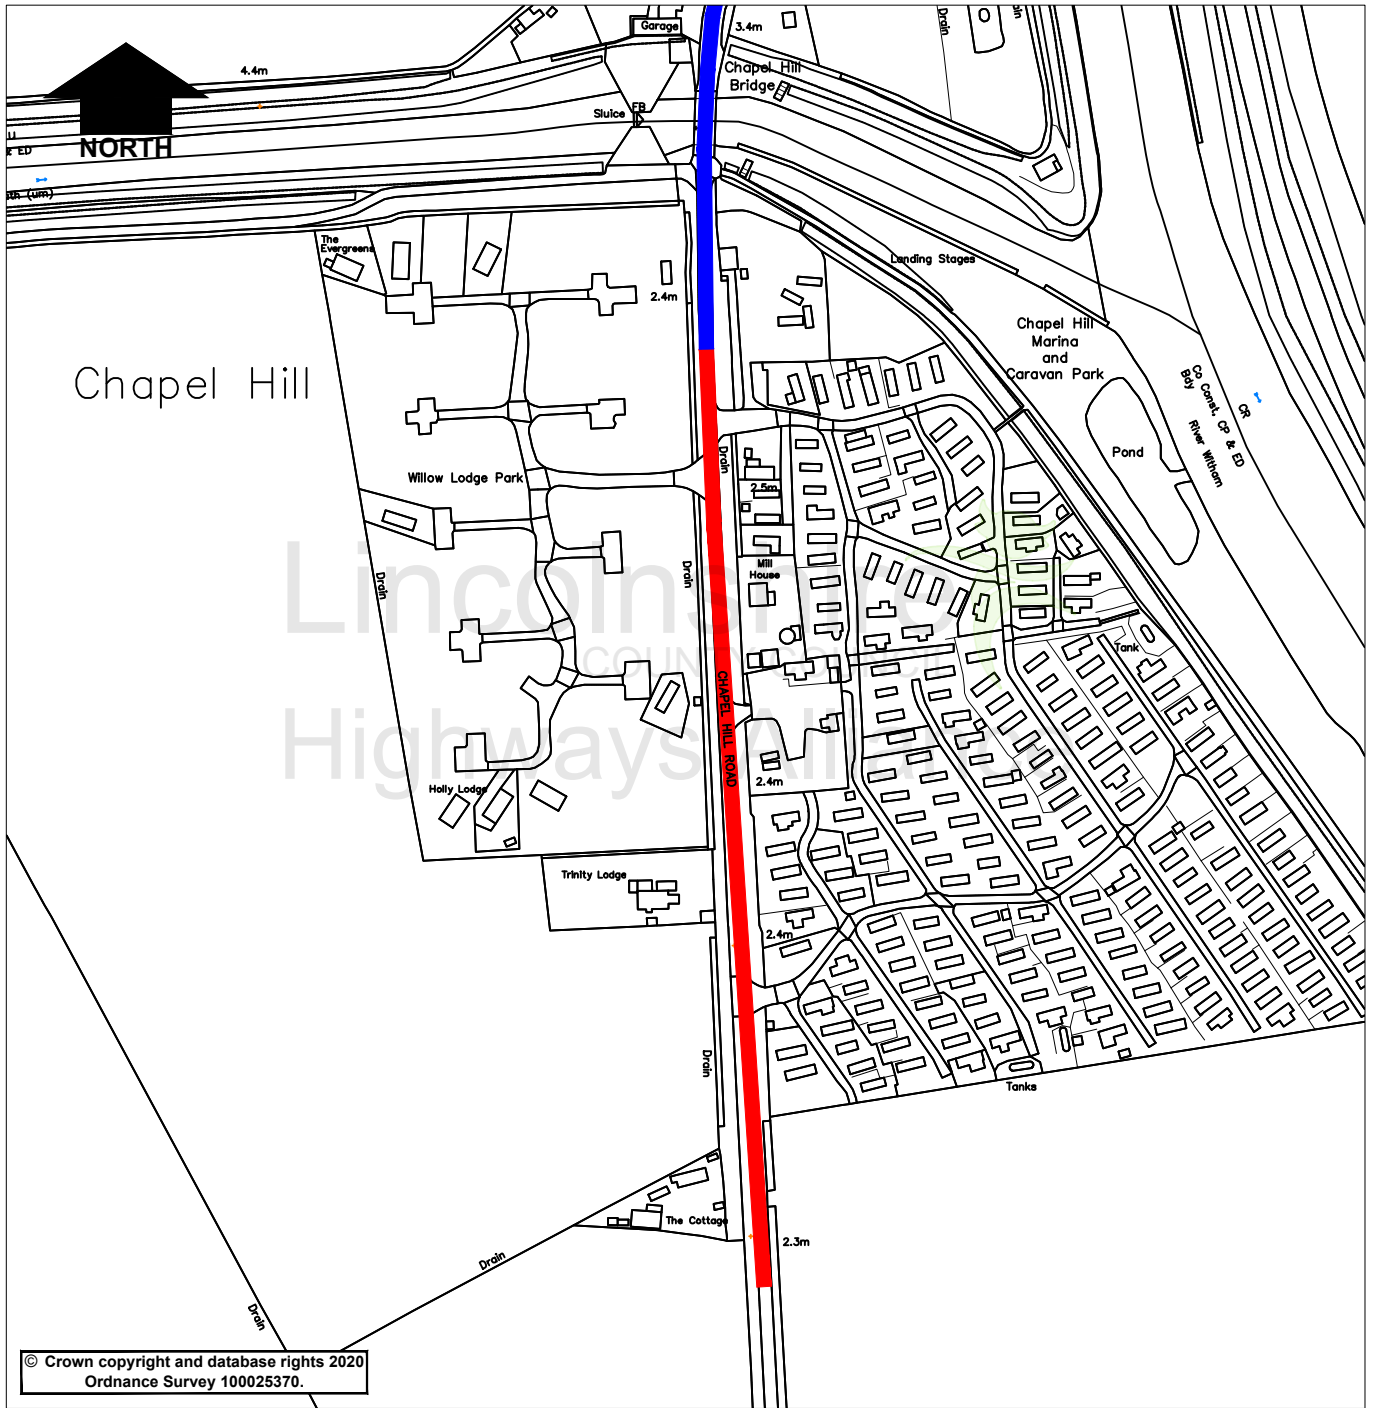 Garage
3.4m
Drain
4.4m
Chapel Hill
Bridge
FB
Sluice
NORTH
& ED
The
Evergreens
2.4m
Landing Stages
Chapel Hill
Marina
and
Caravan Park
Chapel Hill
Co Const, CP & ED
Bdy
CR
River Witham
Pond
Drain
Willow Lodge Park
2.5m
Mill
House
Drain
Drain
Lincolnshire
COUNTY COUNCIL
Highways Alliance
Tank
CHAPEL HILL ROAD
2.4m
Holly Lodge
Trinity Lodge
2.4m
Drain
Tanks
The Cottage
2.3m
Drain
Drain
© Crown copyright and database rights 2020
Ordnance Survey 100025370.